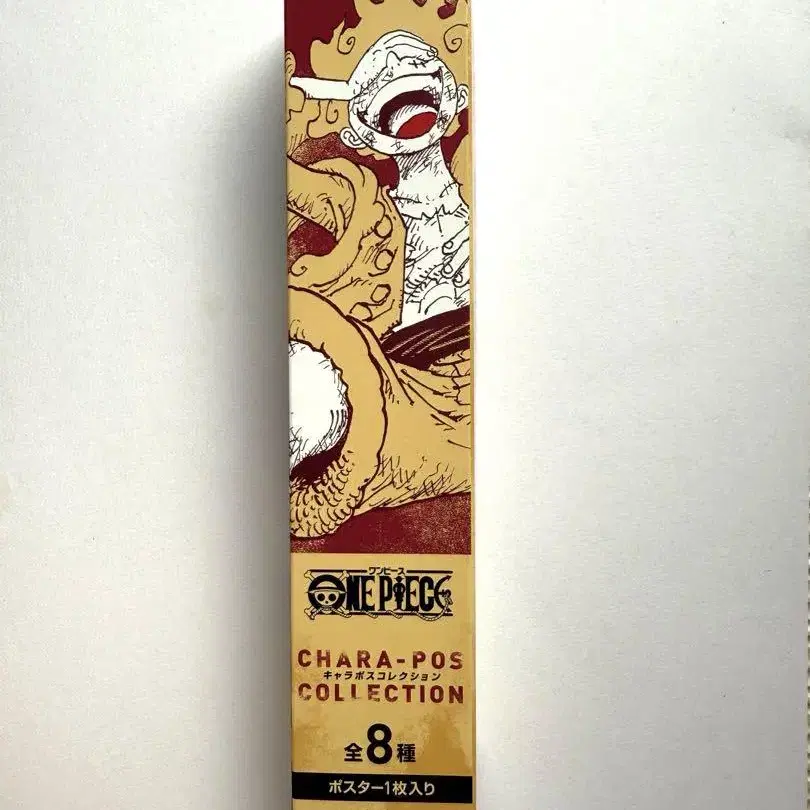 ワンピース
ONE PIECE
CHARA-POS
キャラポスコレクション
COLLECTION
全8種
ポスター1枚入り